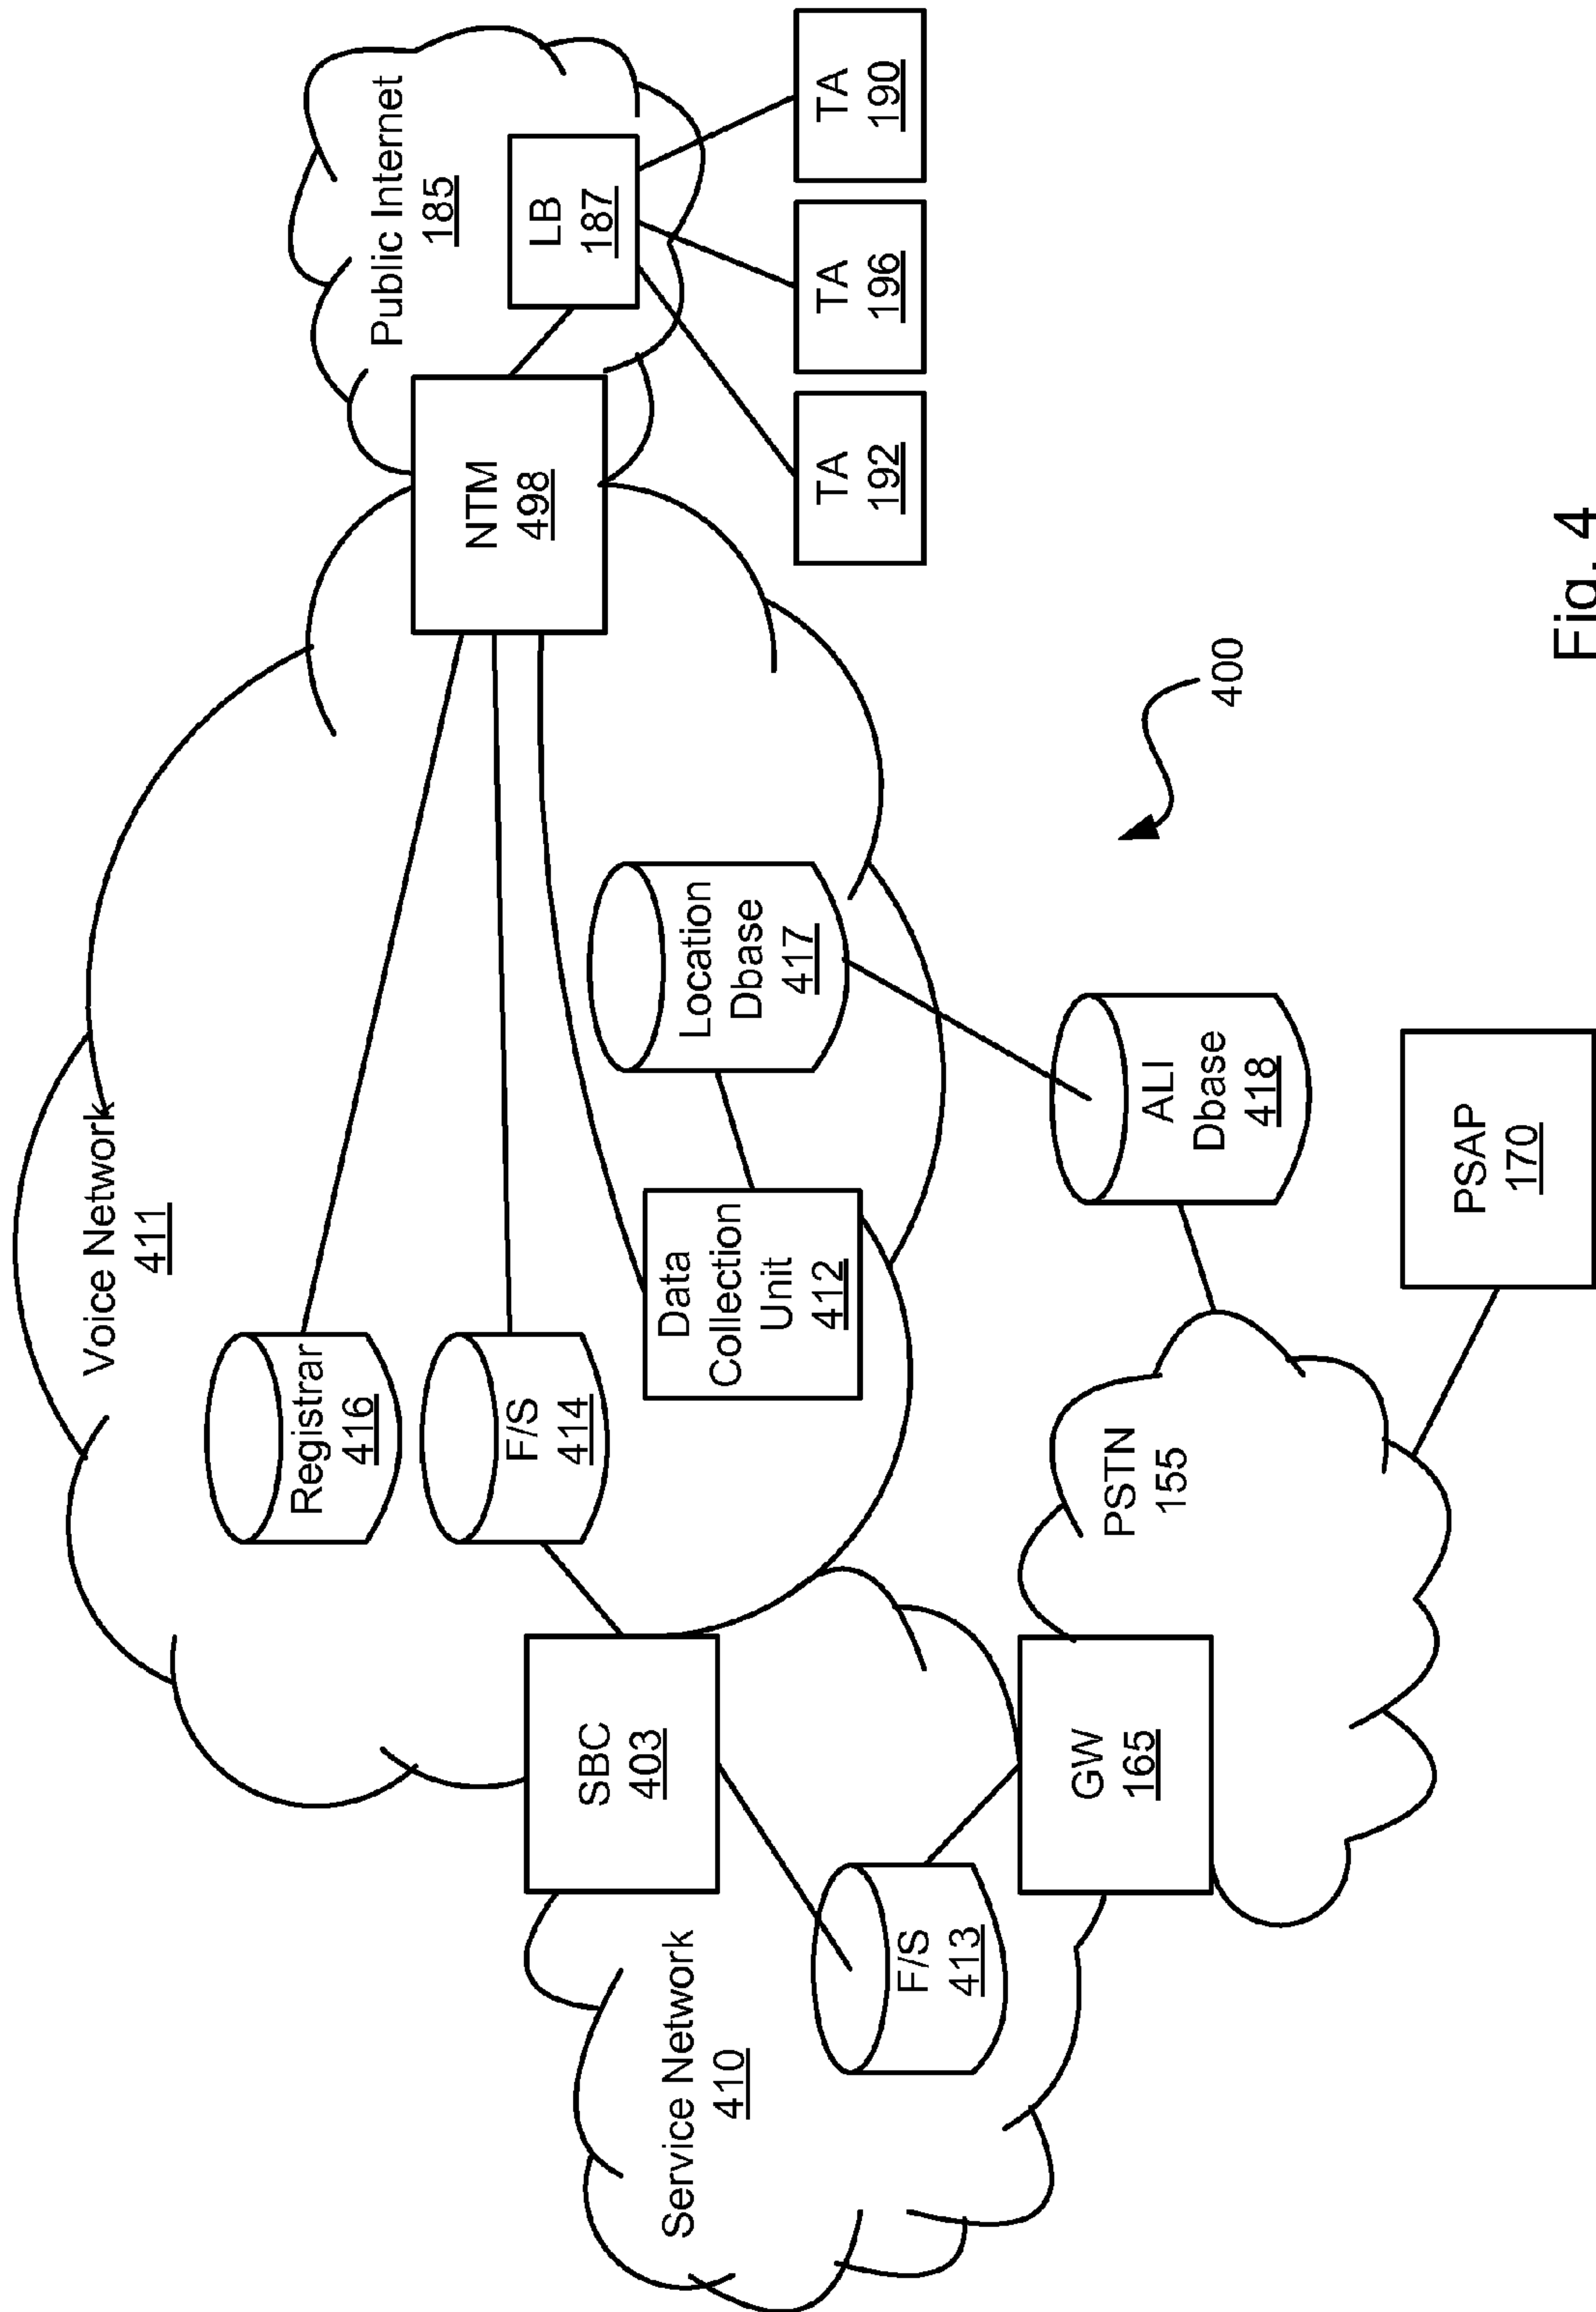 Voice Network
411
Registrar
416
F/S
414
Data
Collection
Unit
412
Location
Dbase
417
NTM
498
Public Internet
185
LB
187
TA
190
TA
196
TA
192
SBC
403
Service Network
410
F/S
413
GW
165
PSTN
155
ALI
Dbase
418
PSAP
170
400
Fig. 4